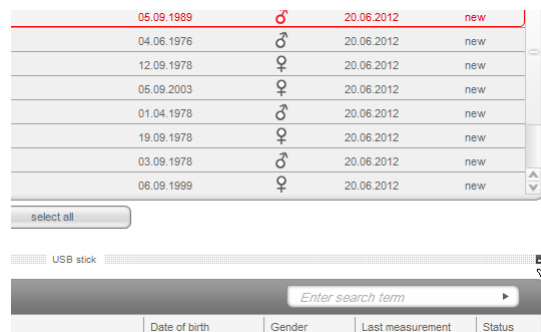 05.09.1989 ♂ 20.06.2012 new
04.06.1976 ♂ 20.06.2012 new
12.09.1978 ♀ 20.06.2012 new
05.09.2003 ♀ 20.06.2012 new
01.04.1978 ♂ 20.06.2012 new
19.09.1978 ♀ 20.06.2012 new
03.09.1978 ♂ 20.06.2012 new
06.09.1999 ♀ 20.06.2012 new
select all
USB stick
Enter search term
Date of birth Gender Last measurement Status